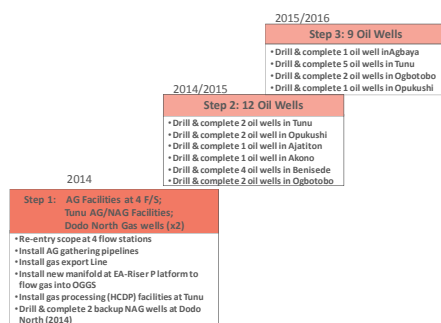 2015/2016
Step 3: 9 Oil Wells
•Drill & complete 1 oil well inAgbaya
•Drill & complete 5 oil wells in Tunu
•Drill & complete 2 oil wells in Ogbotobo
•Drill & complete 1 oil wells in Opukushi
2014/2015
Step 2: 12 Oil Wells
•Drill & complete 2 oil wells in Tunu
•Drill & complete 2 oil wells in Opukushi
•Drill & complete 1 oil well in Ajatiton
•Drill & complete 1 oil well in Akono
•Drill & complete 4 oil wells in Benisede
•Drill & complete 2 oil wells in Ogbotobo
2014
Step 1: AG Facilities at 4 F/S;
Tunu AG/NAG Facilities;
Dodo North Gas wells (x2)
•Re-entry scope at 4 flow stations
•Install AG gathering pipelines
•Install gas export Line
•Install new manifold at EA-Riser Platform to
flow gas into OGGS
•Install gas processing (HCDP) facilities at Tunu
•Drill & complete 2 backup NAG wells at Dodo
North (2014)